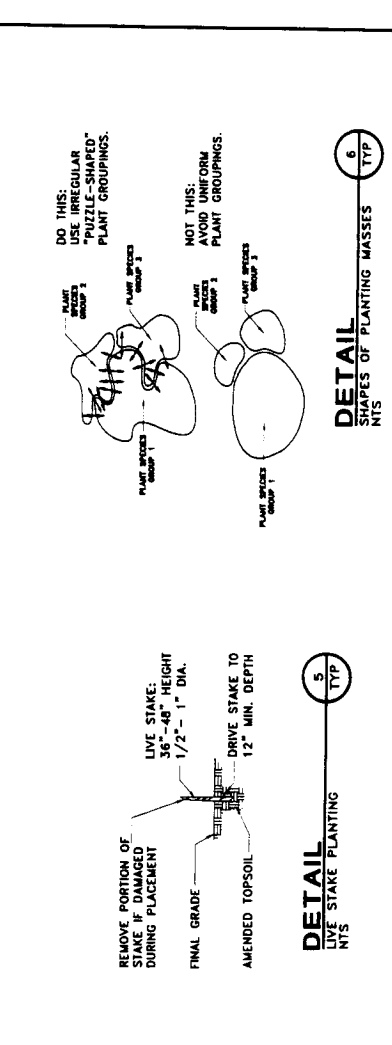 REMOVE PORTION OF
STAKE IF DAMAGED
DURING PLACEMENT
LIVE STAKE:
36"-48" HEIGHT
1/2"- 1" DIA.
FINAL GRADE
DRIVE STAKE TO
12" MIN. DEPTH
AMENDED TOPSOIL
DETAIL
LIVE STAKE PLANTING
NTS
5
TYP
PLANT SPECIES
GROUP 2
PLANT SPECIES
GROUP 3
PLANT SPECIES
GROUP 1
DO THIS:
USE IRREGULAR
"PUZZLE-SHAPED"
PLANT GROUPINGS.
PLANT
SPECIES
GROUP 2
PLANT SPECIES
GROUP 3
PLANT SPECIES
GROUP 1
NOT THIS:
AVOID UNIFORM
PLANT GROUPINGS.
DETAIL
SHAPES OF PLANTING MASSES
NTS
6
TYP